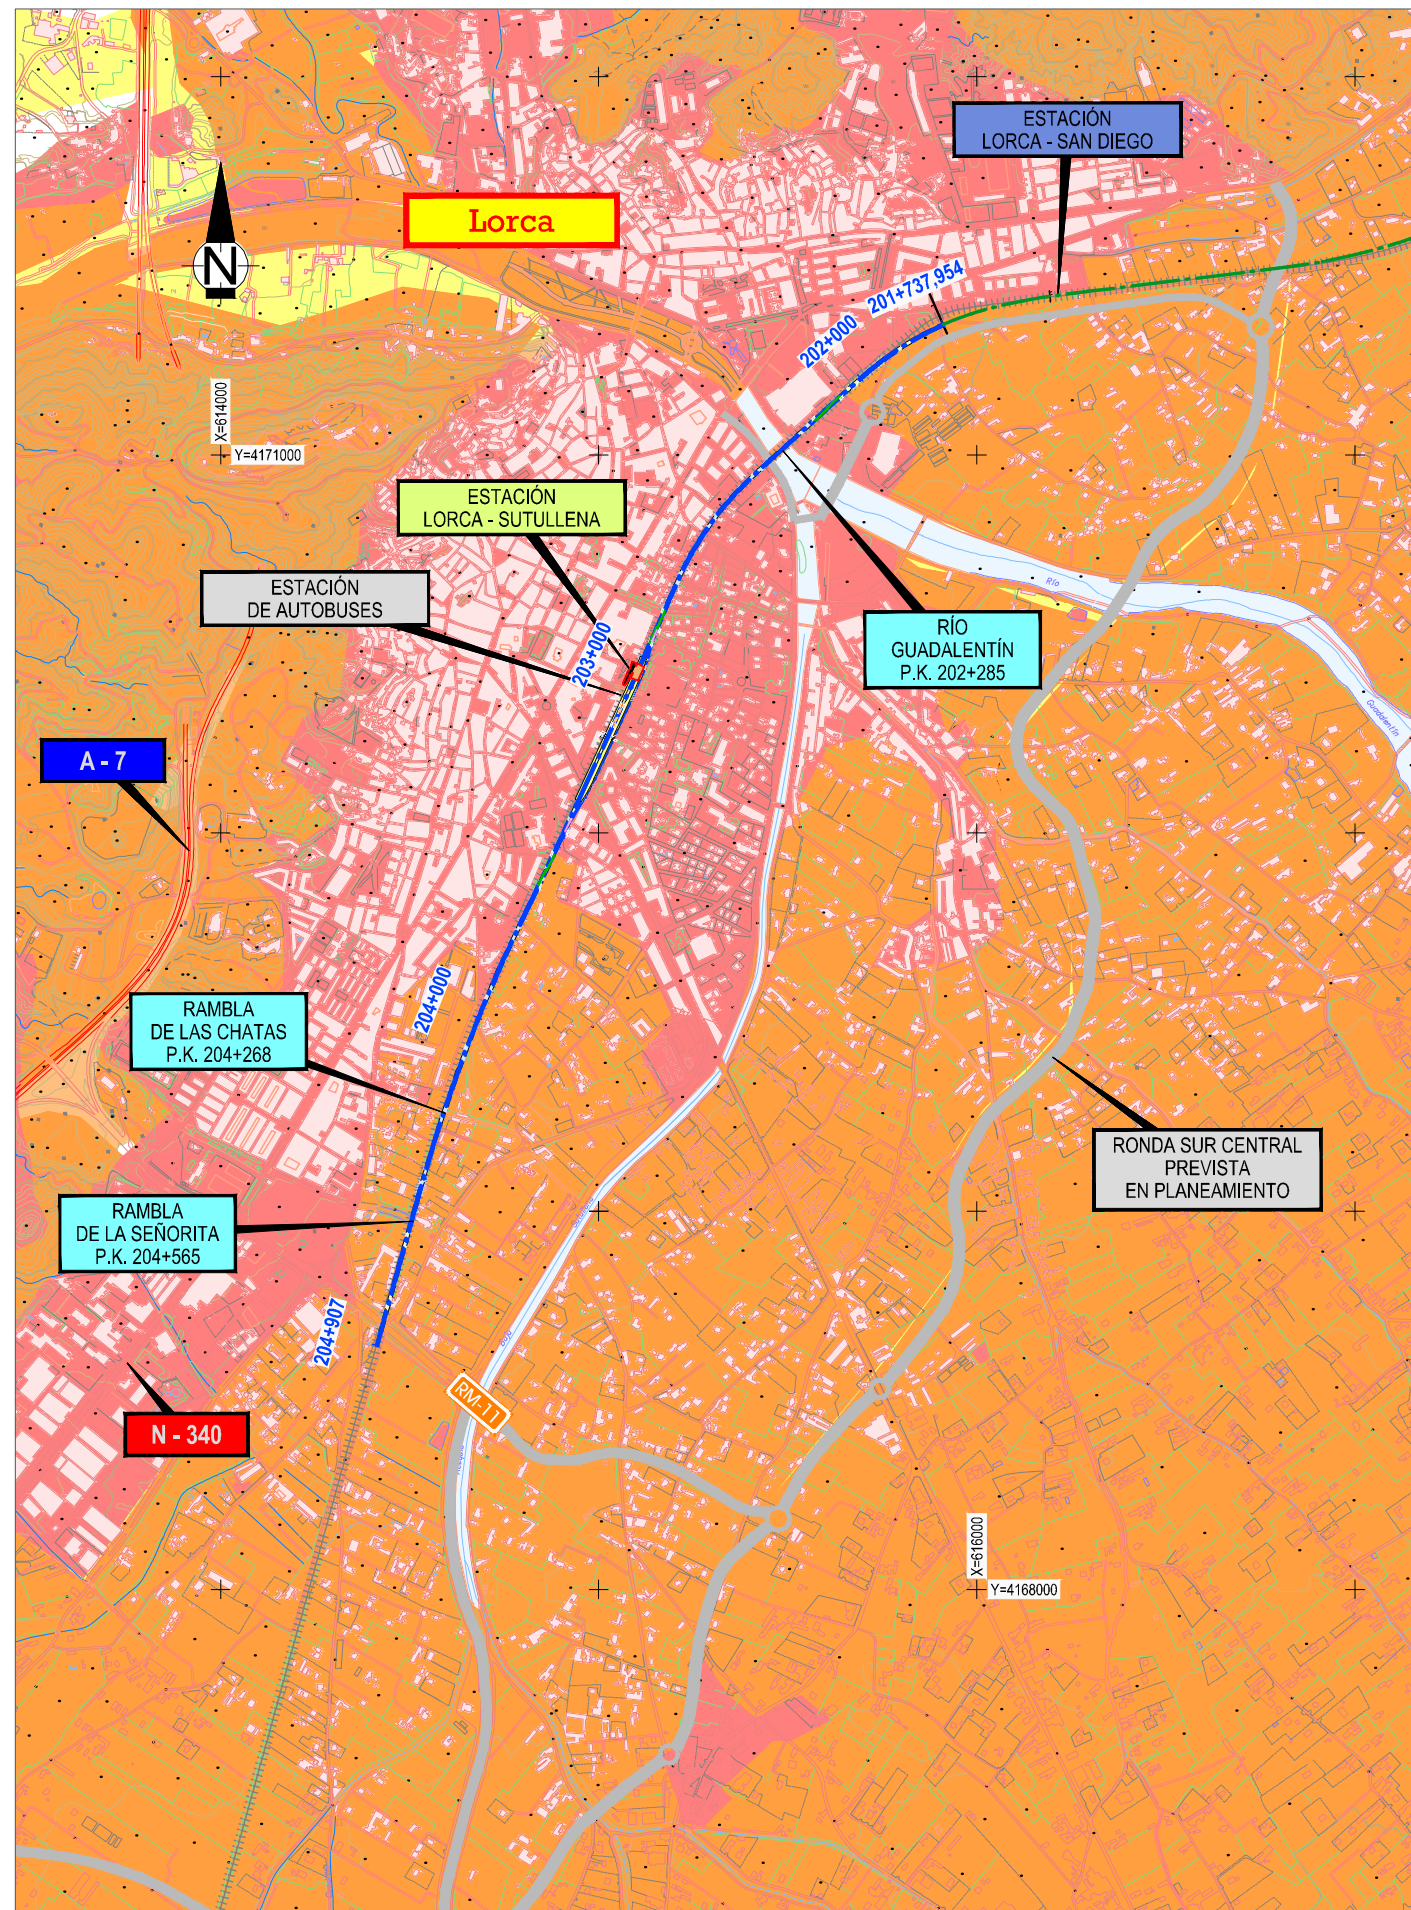 ESTACIÓN
LORCA - SAN DIEGO
Lorca
N
201+737,954
202+000
X=614000
Y=4171000
ESTACIÓN
LORCA - SUTULLENA
ESTACIÓN
DE AUTOBUSES
203+000
Río
RÍO
GUADALENTÍN
P.K. 202+285
Guadalentín
A - 7
204+000
RAMBLA
DE LAS CHATAS
P.K. 204+268
RONDA SUR CENTRAL
PREVISTA
EN PLANEAMIENTO
RAMBLA
DE LA SEÑORITA
P.K. 204+565
204+907
RM-11
N - 340
X=616000
Y=4168000